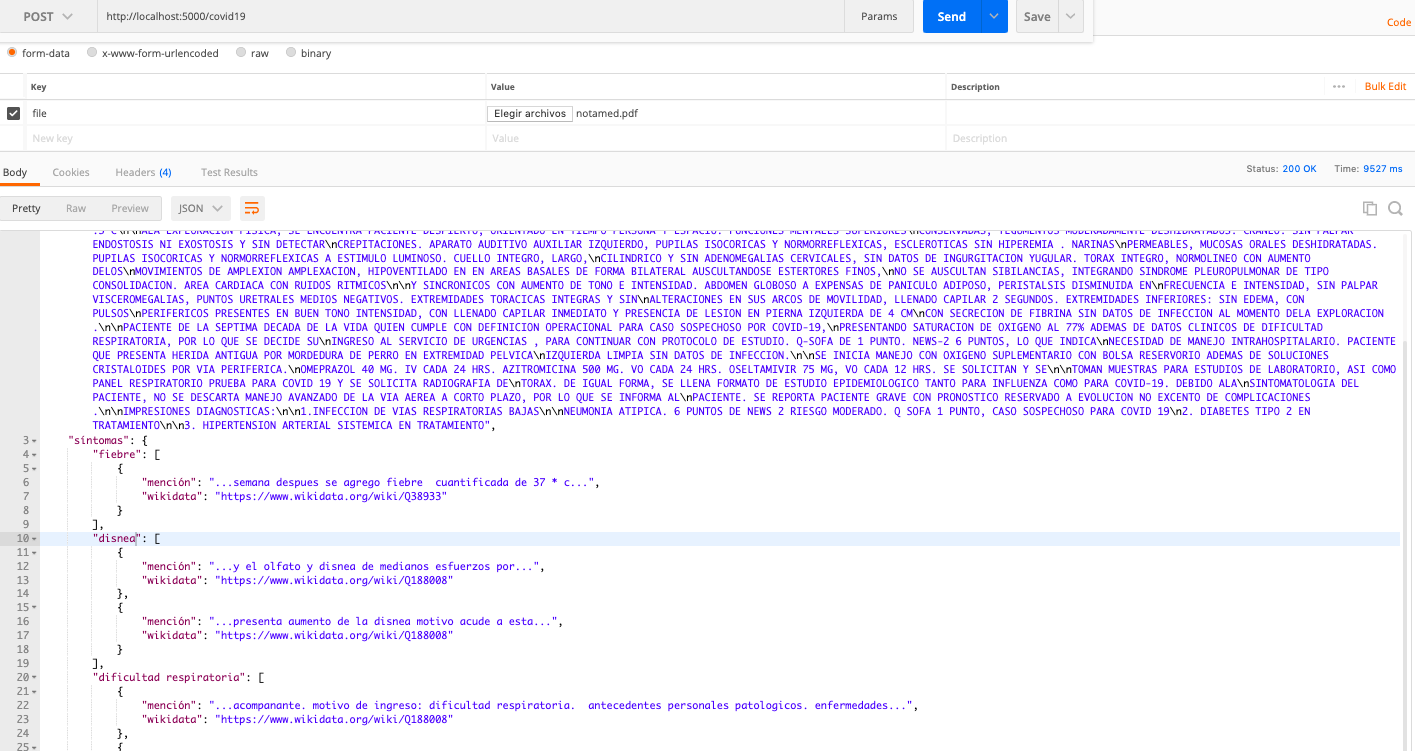 POST http://localhost:5000/covid19 Params Send Save
Code
form-data x-www-form-urlencoded raw binary
Key Value Description ••• Bulk Edit
file Elegir archivos notamed.pdf
New key Value Description
Body Cookies Headers (4) Test Results Status: 200 OK Time: 9527 ms
Pretty Raw Preview JSON
.5 C\n\nALA EXPLORACION FISICA, SE ENCUENTRA PACIENTE DESPIERTO, ORIENTADO EN TIEMPO PERSONA Y ESPACIO. FUNCIONES MENTALES SUPERIORES\nCONSERVADAS, TEGUMENTOS MODERADAMENTE DESHIDRATADOS. CRANEO: SIN PALPAR
ENDOSTOSIS NI EXOSTOSIS Y SIN DETECTAR\nCREPITACIONES. APARATO AUDITIVO AUXILIAR IZQUIERDO, PUPILAS ISOCORICAS Y NORMORREFLEXICAS, ESCLEROTICAS SIN HIPEREMIA . NARINAS\nPERMEABLES, MUCOSAS ORALES DESHIDRATADAS.
PUPILAS ISOCORICAS Y NORMORREFLEXICAS A ESTIMULO LUMINOSO. CUELLO INTEGRO, LARGO,\nCILINDRICO Y SIN ADENOMEGALIAS CERVICALES, SIN DATOS DE INGURGITACION YUGULAR. TORAX INTEGRO, NORMOLINEO CON AUMENTO
DELOS\nMOVIMIENTOS DE AMPLEXION AMPLEXACION, HIPOVENTILADO EN EN AREAS BASALES DE FORMA BILATERAL AUSCULTANDOSE ESTERTORES FINOS,\nNO SE AUSCULTAN SIBILANCIAS, INTEGRANDO SINDROME PLEUROPULMONAR DE TIPO
CONSOLIDACION. AREA CARDIACA CON RUIDOS RITMICOS\n\nY SINCRONICOS CON AUMENTO DE TONO E INTENSIDAD. ABDOMEN GLOBOSO A EXPENSAS DE PANICULO ADIPOSO, PERISTALSIS DISMINUIDA EN\nFRECUENCIA E INTENSIDAD, SIN PALPAR
VISCEROMEGALIAS, PUNTOS URETRALES MEDIOS NEGATIVOS. EXTREMIDADES TORACICAS INTEGRAS Y SIN\nALTERACIONES EN SUS ARCOS DE MOVILIDAD, LLENADO CAPILAR 2 SEGUNDOS. EXTREMIDADES INFERIORES: SIN EDEMA, CON
PULSOS\nPERIFERICOS PRESENTES EN BUEN TONO INTENSIDAD, CON LLENADO CAPILAR INMEDIATO Y PRESENCIA DE LESION EN PIERNA IZQUIERDA DE 4 CM\nCON SECRECION DE FIBRINA SIN DATOS DE INFECCION AL MOMENTO DELA EXPLORACION
.\n\nPACIENTE DE LA SEPTIMA DECADA DE LA VIDA QUIEN CUMPLE CON DEFINICION OPERACIONAL PARA CASO SOSPECHOSO POR COVID-19,\nPRESENTANDO SATURACION DE OXIGENO AL 77% ADEMAS DE DATOS CLINICOS DE DIFICULTAD
RESPIRATORIA, POR LO QUE SE DECIDE SU\nINGRESO AL SERVICIO DE URGENCIAS , PARA CONTINUAR CON PROTOCOLO DE ESTUDIO. Q-SOFA DE 1 PUNTO. NEWS-2 6 PUNTOS, LO QUE INDICA\nNECESIDAD DE MANEJO INTRAHOSPITALARIO. PACIENTE
QUE PRESENTA HERIDA ANTIGUA POR MORDEDURA DE PERRO EN EXTREMIDAD PELVICA\nIZQUIERDA LIMPIA SIN DATOS DE INFECCION.\n\nSE INICIA MANEJO CON OXIGENO SUPLEMENTARIO CON BOLSA RESERVORIO ADEMAS DE SOLUCIONES
CRISTALOIDES POR VIA PERIFERICA.\nOMEPRAZOL 40 MG. IV CADA 24 HRS. AZITROMICINA 500 MG. VO CADA 24 HRS. OSELTAMIVIR 75 MG, VO CADA 12 HRS. SE SOLICITAN Y SE\n\nTOMAN MUESTRAS PARA ESTUDIOS DE LABORATORIO, ASI COMO
PANEL RESPIRATORIO PRUEBA PARA COVID 19 Y SE SOLICITA RADIOGRAFIA DE\nTORAX. DE IGUAL FORMA, SE LLENA FORMATO DE ESTUDIO EPIDEMIOLOGICO TANTO PARA INFLUENZA COMO PARA COVID-19. DEBIDO ALA\nSINTOMATOLOGIA DEL
PACIENTE, NO SE DESCARTA MANEJO AVANZADO DE LA VIA AEREA A CORTO PLAZO, POR LO QUE SE INFORMA AL\nPACIENTE. SE REPORTA PACIENTE GRAVE CON PRONOSTICO RESERVADO A EVOLUCION NO EXCENTO DE COMPLICACIONES
.\n\nIMPRESIONES DIAGNOSTICAS:\n\n1.INFECCION DE VIAS RESPIRATORIAS BAJAS\n\nNEUMONIA ATIPICA. 6 PUNTOS DE NEWS 2 RIESGO MODERADO. Q SOFA 1 PUNTO, CASO SOSPECHOSO PARA COVID 19\n2. DIABETES TIPO 2 EN
TRATAMIENTO\n\n3. HIPERTENSION ARTERIAL SISTEMICA EN TRATAMIENTO",
3 "síntomas": {
4 "fiebre": [
5 {
6 "mención": "...semana despues se agrego fiebre cuantificada de 37 * c...",
7 "wikidata": "https://www.wikidata.org/wiki/Q38933"
8 }
9 ],
10 "disnea": [
11 {
12 "mención": "...y el olfato y disnea de medianos esfuerzos por...",
13 "wikidata": "https://www.wikidata.org/wiki/Q188008"
14 },
15 {
16 "mención": "...presenta aumento de la disnea motivo acude a esta...",
17 "wikidata": "https://www.wikidata.org/wiki/Q188008"
18 }
19 ],
20 "dificultad respiratoria": [
21 {
22 "mención": "...acompanante. motivo de ingreso: dificultad respiratoria. antecedentes personales patologicos. enfermedades...",
23 "wikidata": "https://www.wikidata.org/wiki/Q188008"
24 },
25 {